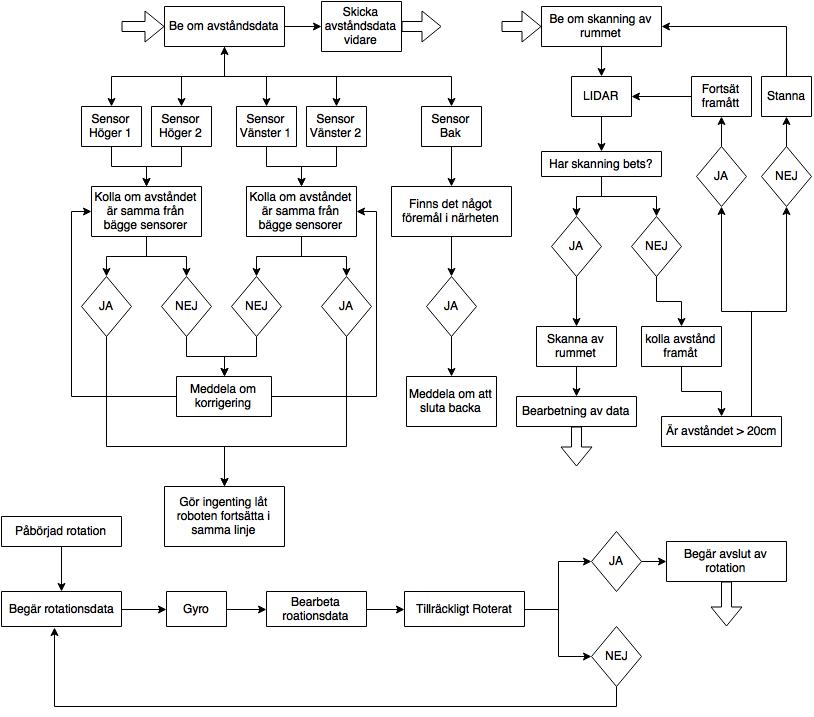 Be om avståndsdata
Skicka
avståndsdata
vidare
Sensor
Höger 1
Sensor
Höger 2
Sensor
Vänster 1
Sensor
Vänster 2
Sensor
Bak
Kolla om avståndet
är samma från
bägge sensorer
Kolla om avståndet
är samma från
bägge sensorer
Finns det något
föremål i närheten
JA
NEJ
NEJ
JA
JA
Meddela om
korrigering
Meddela om att
sluta backa
Gör ingenting låt
roboten fortsätta i
samma linje
Be om skanning av
rummet
LIDAR
Fortsät
framått
Stanna
Har skanning bets?
JA
NEJ
JA
NEJ
Skanna av
rummet
kolla avstånd
framåt
Bearbetning av data
Är avståndet > 20cm
Påbörjad rotation
Begär rotationsdata
Gyro
Bearbeta
roationsdata
Tillräckligt Roterat
JA
Begär avslut av
rotation
NEJ